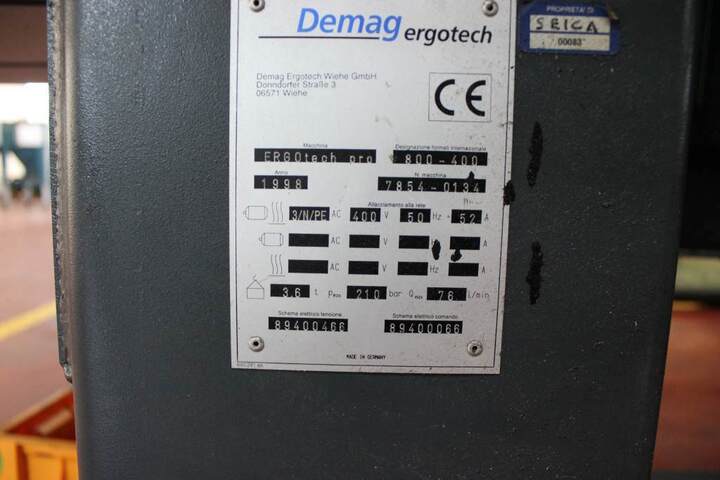 Demag ergotech
PROPRIETA' DI
SEICA
00083
Demag Ergotech Wiehe GmbH
Donndorfer Straße 3
06571 Wiehe
CE
Macchina
Designazione formati internazionale
ERGOtech pro
800-400
Anno
N. macchina
1998
7854-0134
Allacciamento alla rete
3/N/PE AC 400 V 50 Hz 52 A
AC V Hz A
AC V Hz A
3.6 t pmax 210 bar Qmax 76 l/min
Schema elettrico tensione
Schema elettrico comando
89400466
89400066
MADE IN GERMANY